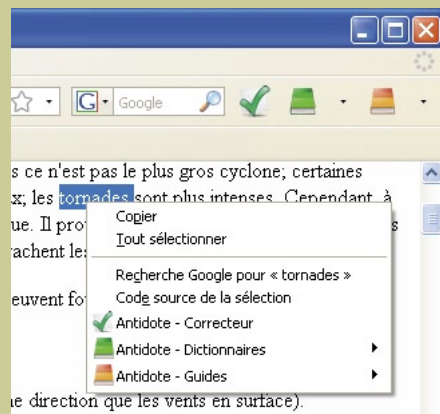 Google
s ce n'est pas le plus gros cyclone; certaines
x; les tornades sont plus intenses. Cependant, à
ue. Il pro
s
Copier
Tout sélectionner
rachent le
Recherche Google pour « tornades »
euvent fo
Code source de la sélection
Antidote - Correcteur
Antidote - Dictionnaires
Antidote - Guides
ne direction que les vents en surface).